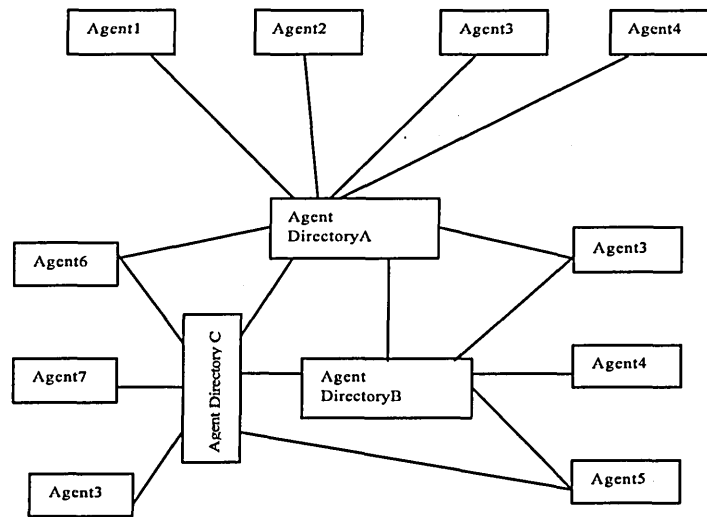 Agent1
Agent2
Agent3
Agent4
Agent
DirectoryA
Agent6
Agent3
Agent Directory C
Agent7
Agent
DirectoryB
Agent4
Agent3
Agent5